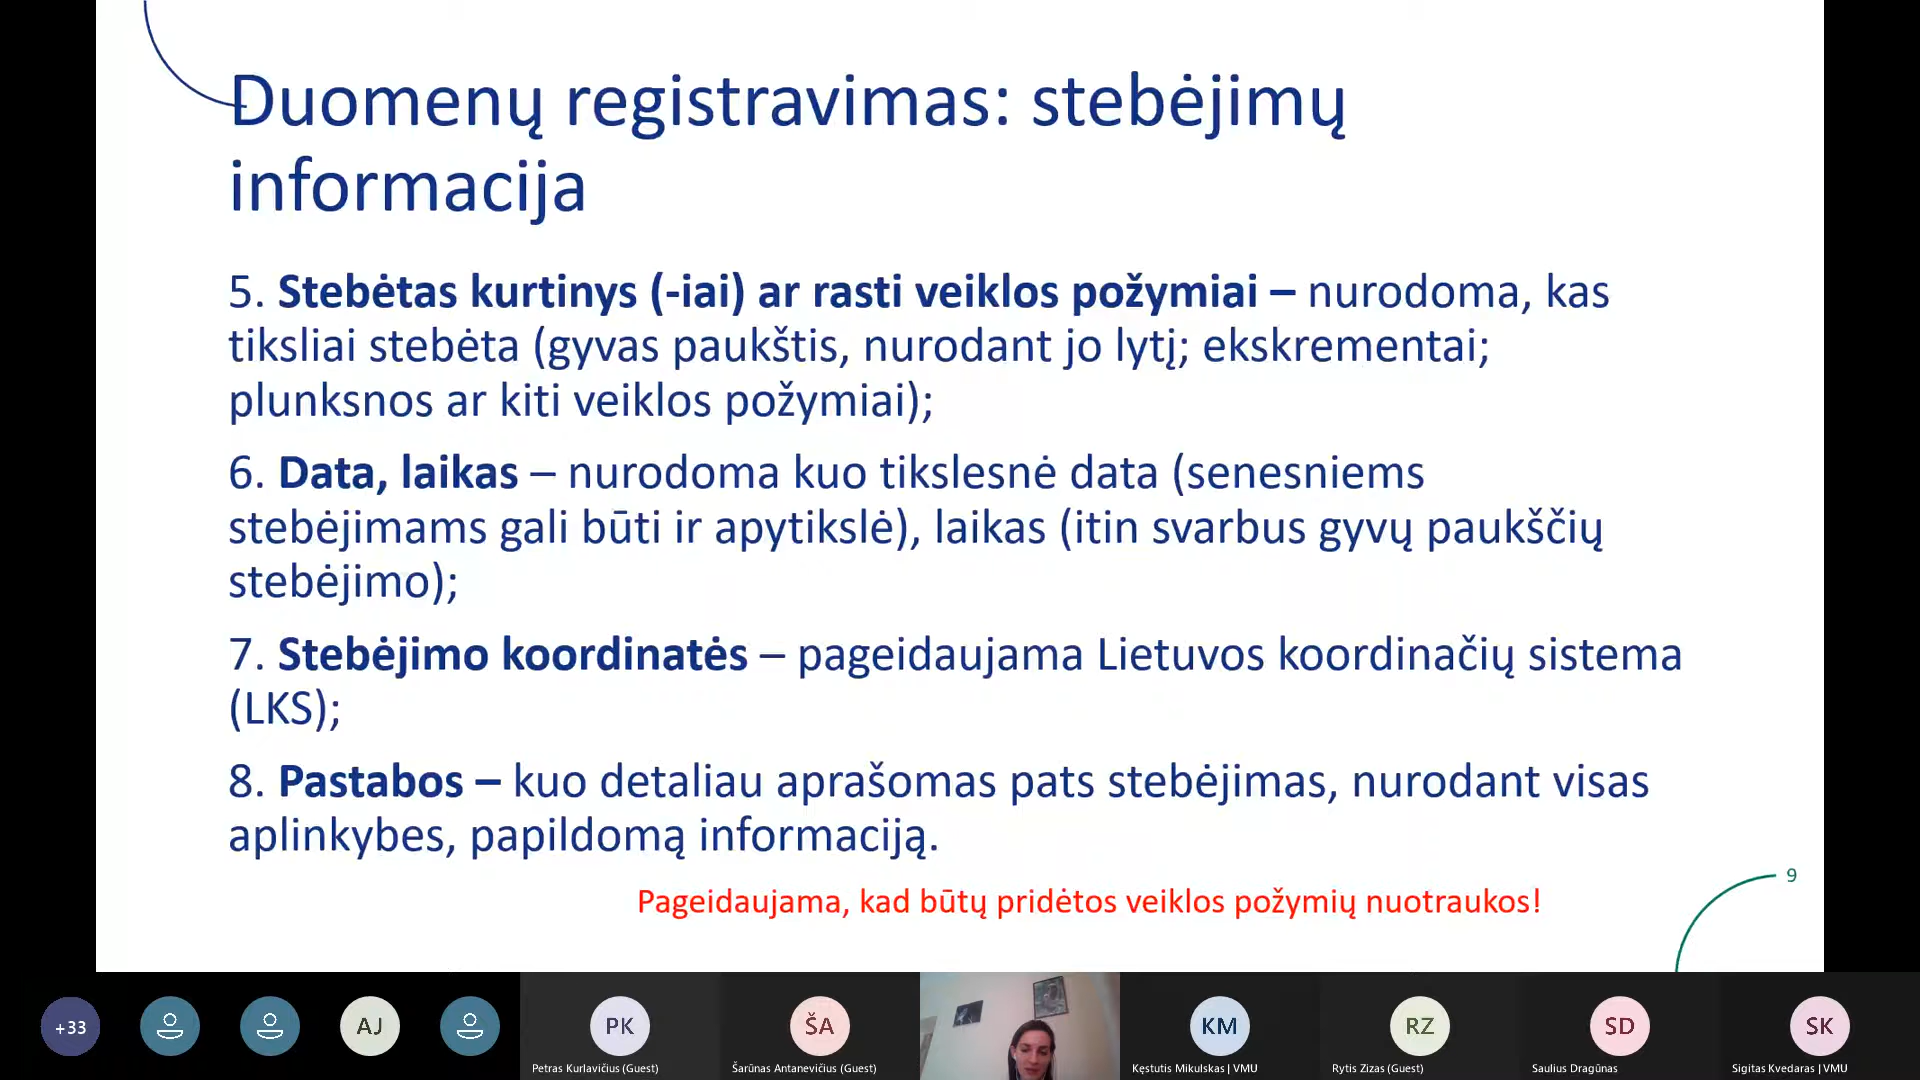 Duomenų registravimas: stebėjimų
informacija
5. Stebėtas kurtinys (-iai) ar rasti veiklos požymiai – nurodoma, kas
tiksliai stebėta (gyvas paukštis, nurodant jo lytį; ekskrementai;
plunksnos ar kiti veiklos požymiai);
6. Data, laikas – nurodoma kuo tikslesnė data (senesniems
stebėjimams gali būti ir apytikslė), laikas (itin svarbus gyvų paukščių
stebėjimo);
7. Stebėjimo koordinatės – pageidaujama Lietuvos koordinačių sistema
(LKS);
8. Pastabos – kuo detaliau aprašomas pats stebėjimas, nurodant visas
aplinkybes, papildomą informaciją.
9
Pageidaujama, kad būtų pridėtos veiklos požymių nuotraukos!
+33
AJ
PK
ŠA
KM
RZ
SD
SK
Petras Kurlavičius (Guest)
Šarūnas Antanevičius (Guest)
Kęstutis Mikulskas | VMU
Rytis Zizas (Guest)
Saulius Dragūnas
Sigitas Kvedaras | VMU